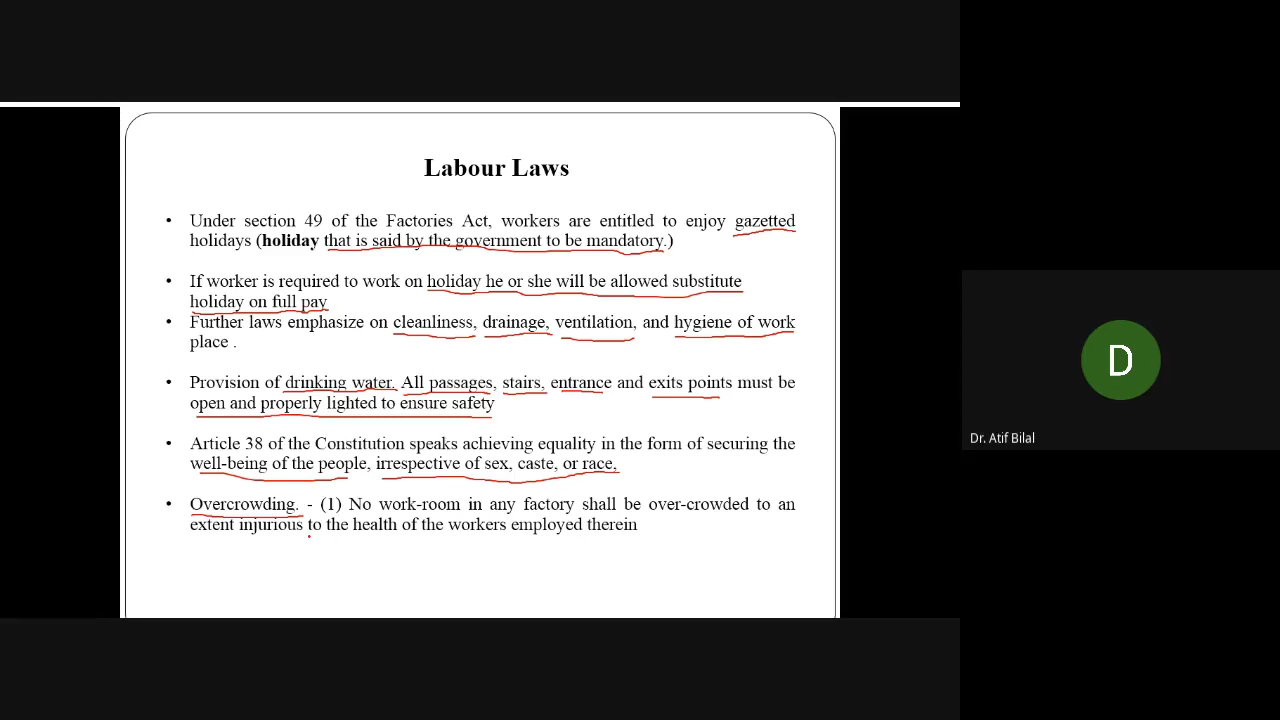 Labour Laws
• Under section 49 of the Factories Act, workers are entitled to enjoy gazetted
holidays (holiday that is said by the government to be mandatory.)
• If worker is required to work on holiday he or she will be allowed substitute
holiday on full pay
• Further laws emphasize on cleanliness, drainage, ventilation, and hygiene of work
place .
• Provision of drinking water. All passages, stairs, entrance and exits points must be
open and properly lighted to ensure safety
• Article 38 of the Constitution speaks achieving equality in the form of securing the
well-being of the people, irrespective of sex, caste, or race,
• Overcrowding. - (1) No work-room in any factory shall be over-crowded to an
extent injurious to the health of the workers employed therein
D
Dr. Atif Bilal